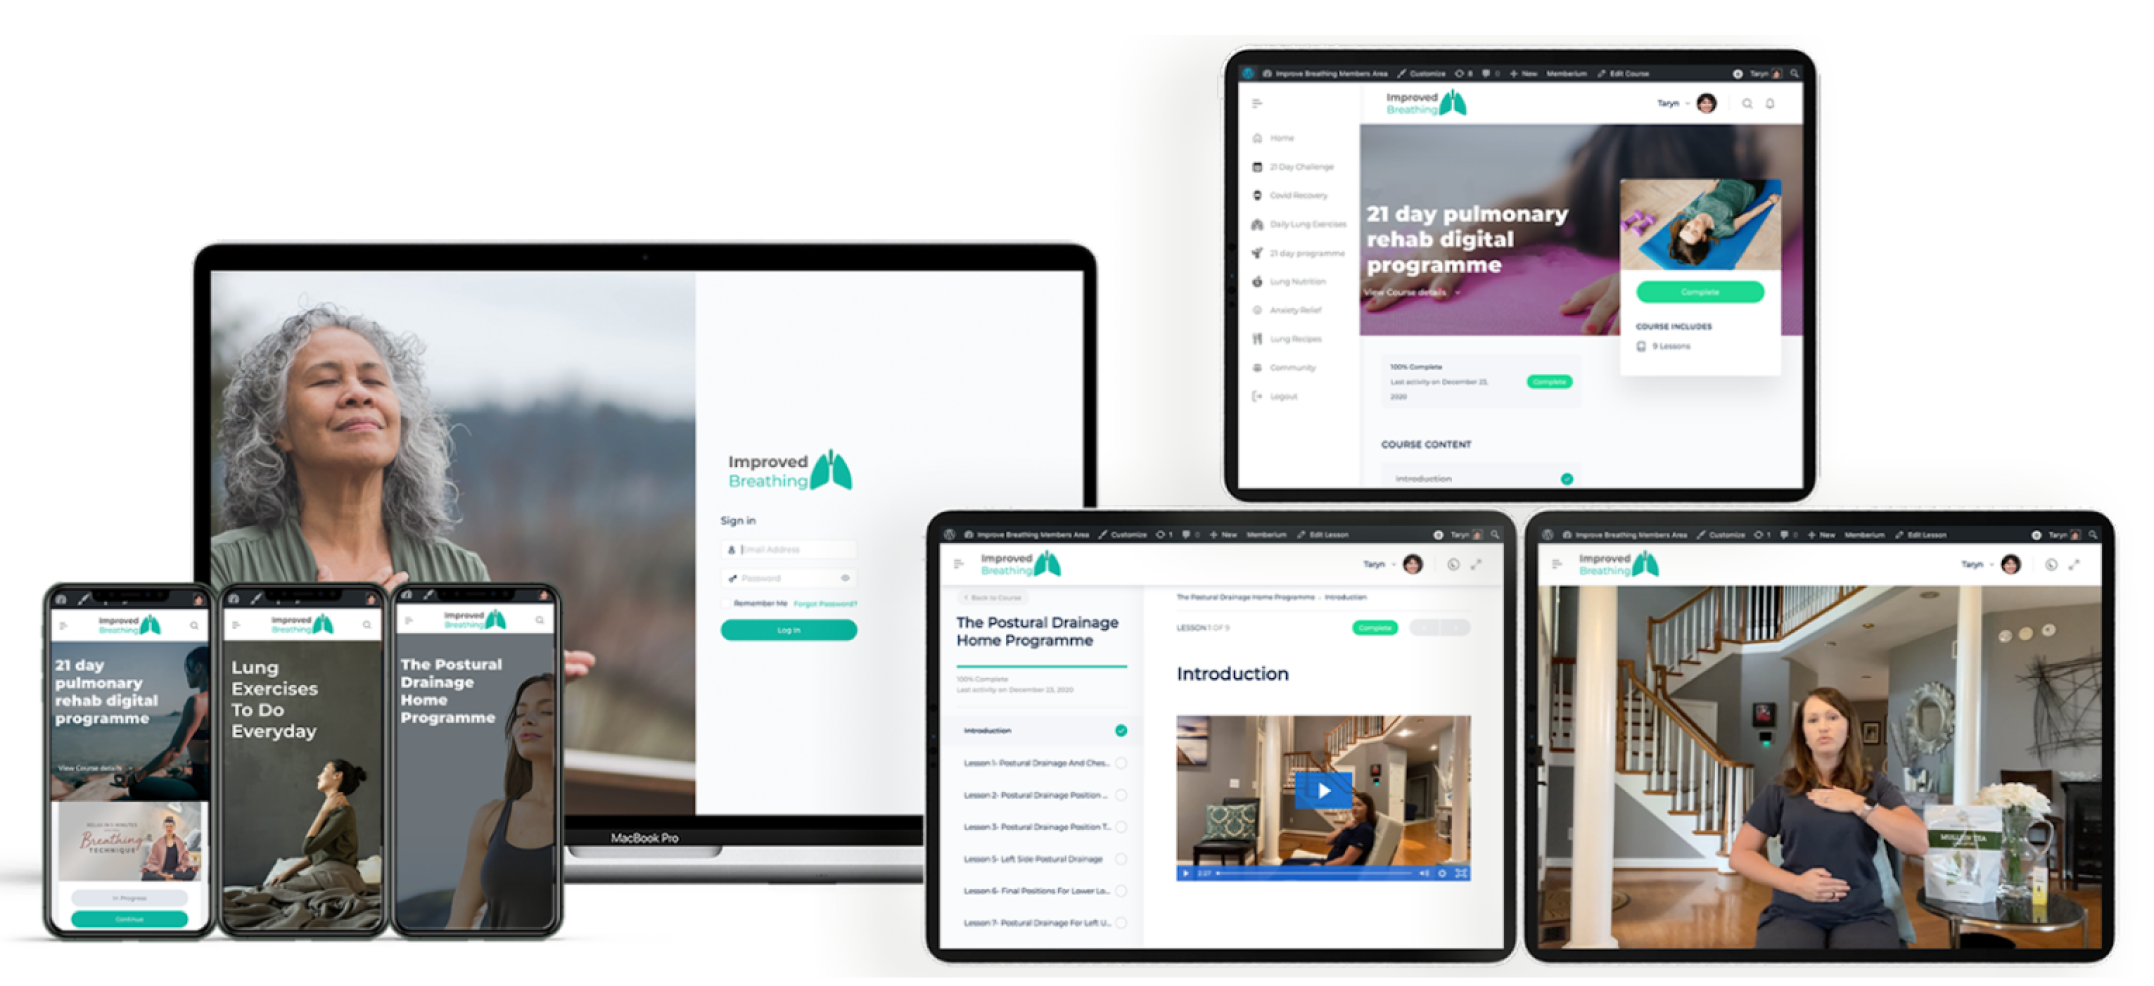 Improve Breathing Members Area Customize 8 0 New Memberium Edit Course Taryn
Improved
Breathing
Taryn
Home
21 Day Challenge
Covid Recovery
Daily Lung Exercises
21 day programme
Lung Nutrition
Anxiety Relief
Lung Recipes
Community
Logout
21 day pulmonary
rehab digital
programme
View Course details
Complete
COURSE INCLUDES
9 Lessons
100% Complete
Last activity on December 23,
2020
Complete
COURSE CONTENT
Introduction
Improved
Breathing
Sign in
Email Address
Password
Remember Me Forgot Password?
Log In
MacBook Pro
Improved
Breathing
21 day
pulmonary
rehab digital
programme
View Course details
RELAX IN 5 MINUTES
Breathing
TECHNIQUE
In Progress
Continue
Improved
Breathing
Lung
Exercises
To Do
Everyday
Improved
Breathing
The Postural
Drainage
Home
Programme
Improve Breathing Members Area Customize 1 0 New Memberium Edit Lesson Taryn
Improved
Breathing
Taryn
Back to Course
The Postural Drainage
Home Programme
100% Complete
Last activity on December 23, 2020
Introduction
Lesson 1- Postural Drainage And Ches...
Lesson 2- Postural Drainage Position ...
Lesson 3- Postural Drainage Position T...
Lesson 5- Left Side Postural Drainage
Lesson 6- Final Positions For Lower Lo...
Lesson 7- Postural Drainage For Left U...
The Postural Drainage Home Programme Introduction
LESSON 1 OF 9
Complete
Introduction
2:27
Improve Breathing Members Area Customize 1 0 New Memberium Edit Lesson Taryn
Improved
Breathing
Taryn
MULLEIN TEA